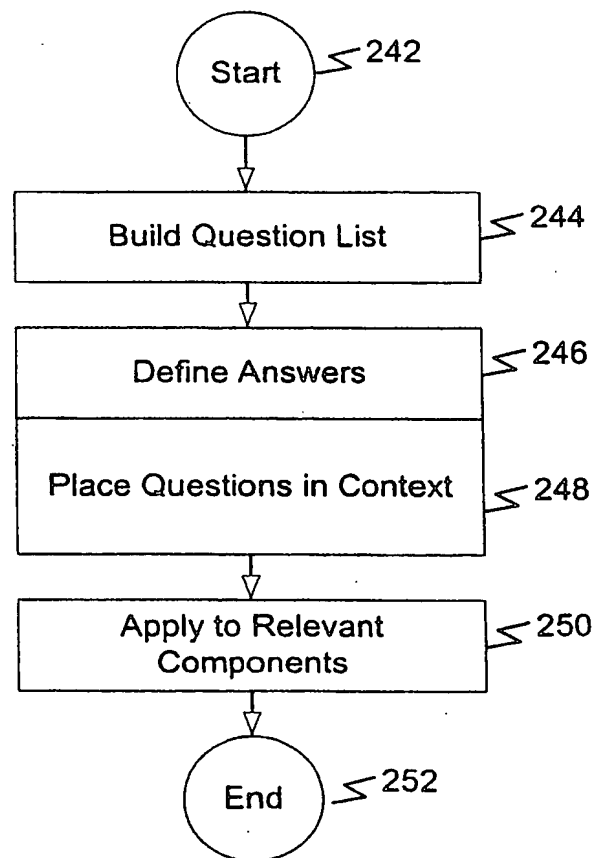 Start
242
Build Question List
244
Define Answers
246
Place Questions in Context
248
Apply to Relevant
Components
250
End
252